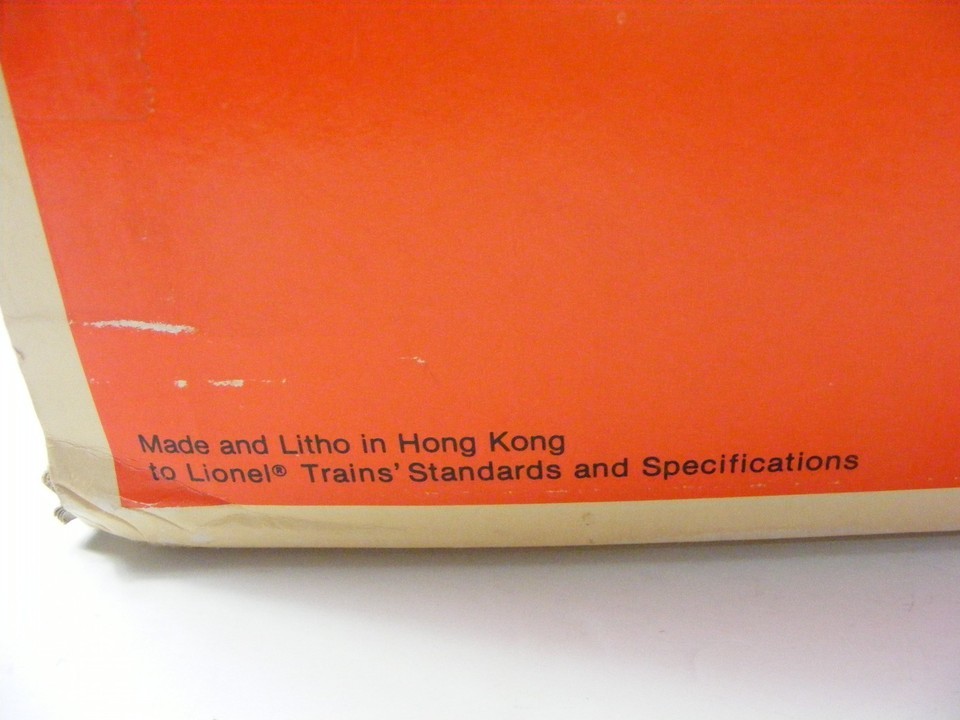 Made and Litho in Hong Kong
to Lionel® Trains' Standards and Specifications